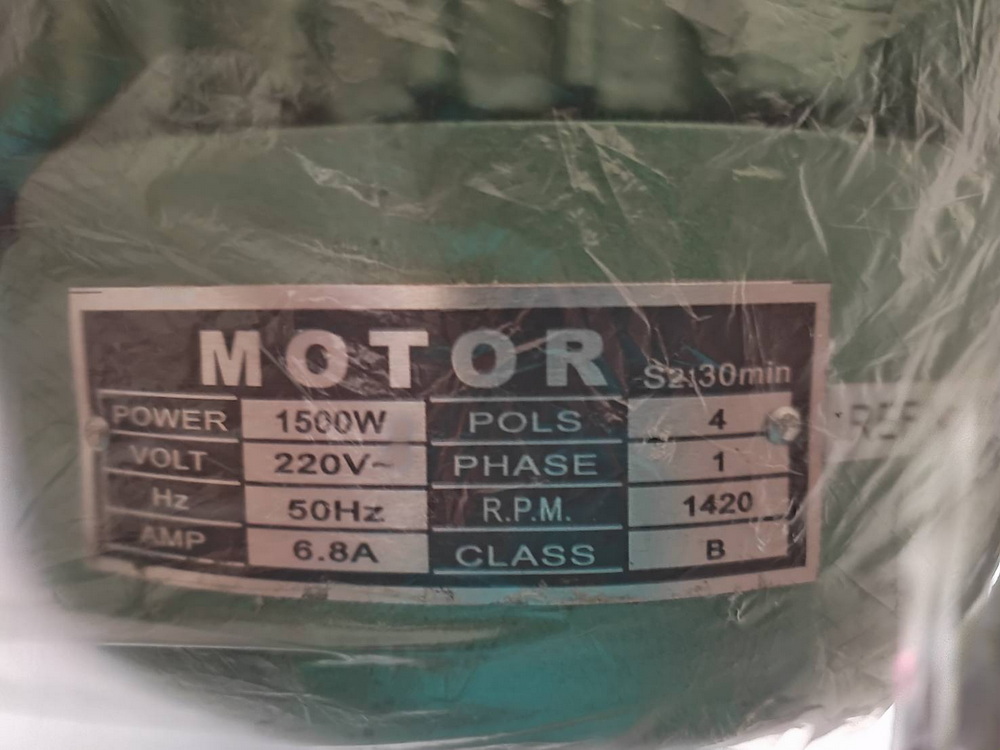 MOTOR S2:30min
POWER 1500W POLS 4
VOLT 220V~ PHASE 1
Hz 50Hz R.P.M. 1420
AMP 6.8A CLASS B